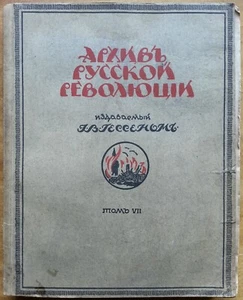 АРХИВЪ
РУССКОЙ
РЕВОЛЮЦІИ
издаваемый
І.В.ГЕССЕНОМЪ
ТОМЪ VII